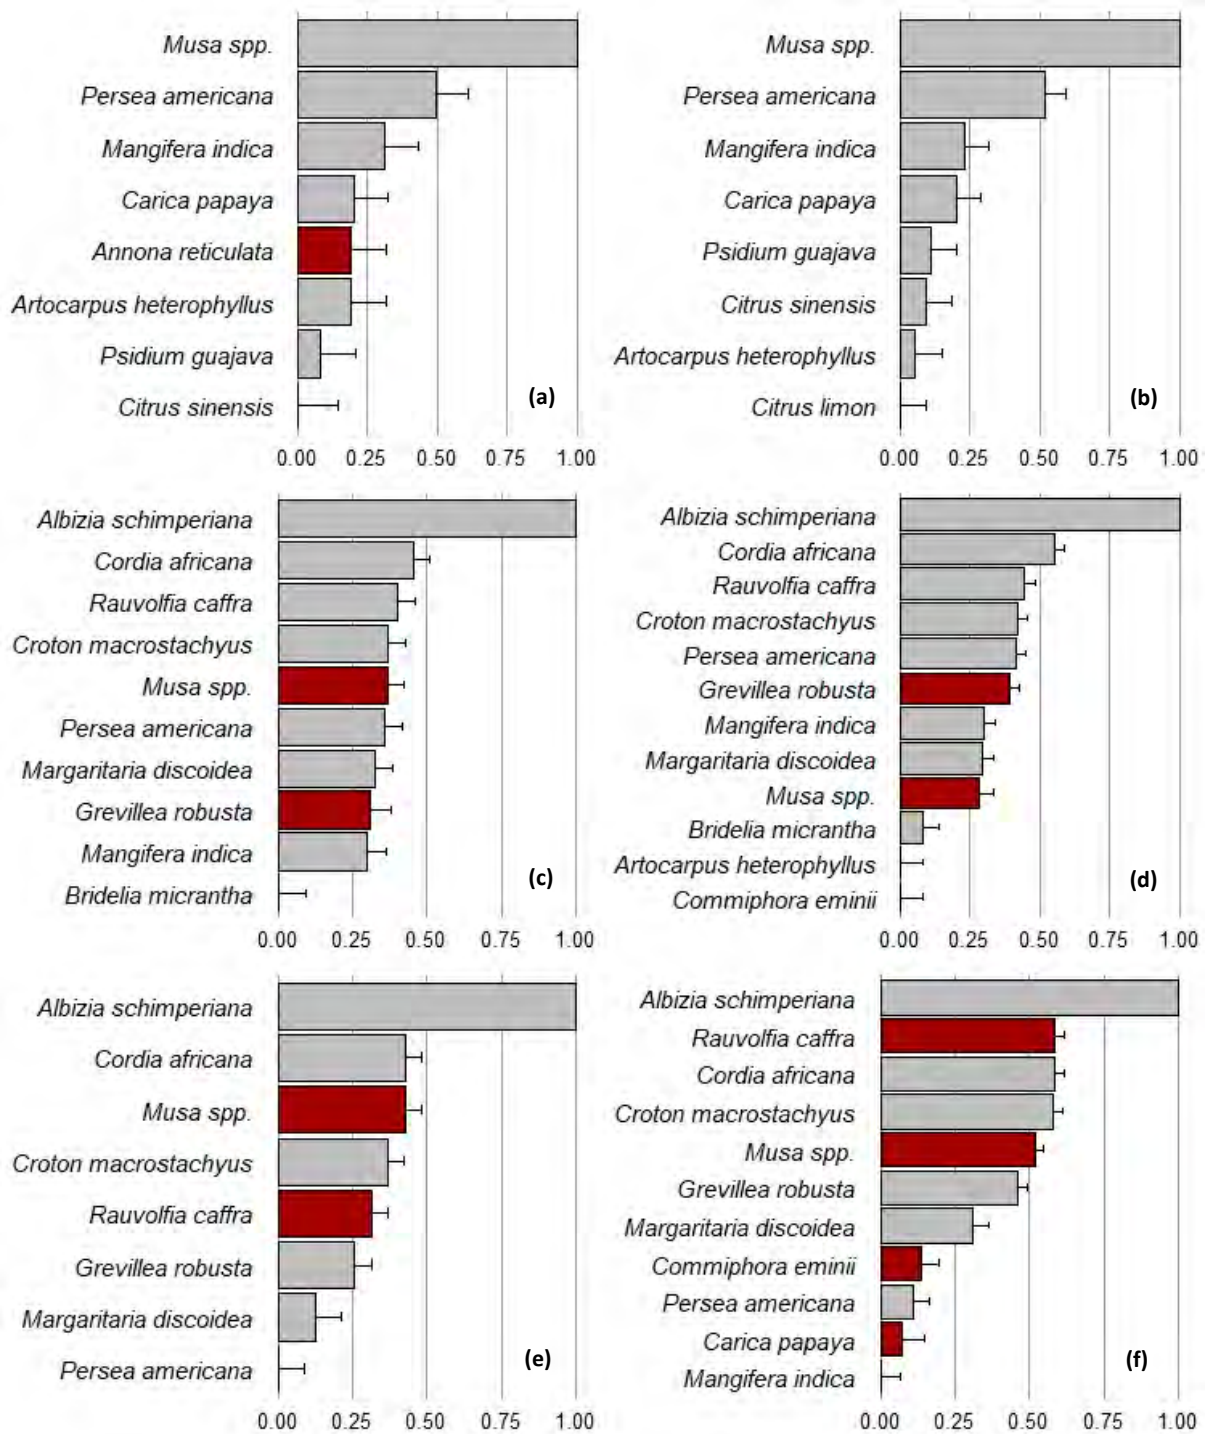 Musa spp.
Persea americana
Mangifera indica
Carica papaya
Annona reticulata
Artocarpus heterophyllus
Psidium guajava
Citrus sinensis
(a)
0.00 0.25 0.50 0.75 1.00
Musa spp.
Persea americana
Mangifera indica
Carica papaya
Psidium guajava
Citrus sinensis
Artocarpus heterophyllus
Citrus limon
(b)
0.00 0.25 0.50 0.75 1.00
Albizia schimperiana
Cordia africana
Rauvolfia caffra
Croton macrostachyus
Musa spp.
Persea americana
Margaritaria discoidea
Grevillea robusta
Mangifera indica
Bridelia micrantha
(c)
0.00 0.25 0.50 0.75 1.00
Albizia schimperiana
Cordia africana
Rauvolfia caffra
Croton macrostachyus
Persea americana
Grevillea robusta
Mangifera indica
Margaritaria discoidea
Musa spp.
Bridelia micrantha
Artocarpus heterophyllus
Commiphora eminii
(d)
0.00 0.25 0.50 0.75 1.00
Albizia schimperiana
Cordia africana
Musa spp.
Croton macrostachyus
Rauvolfia caffra
Grevillea robusta
Margaritaria discoidea
Persea americana
(e)
0.00 0.25 0.50 0.75 1.00
Albizia schimperiana
Rauvolfia caffra
Cordia africana
Croton macrostachyus
Musa spp.
Grevillea robusta
Margaritaria discoidea
Commiphora eminii
Persea americana
Carica papaya
Mangifera indica
(f)
0.00 0.25 0.50 0.75 1.00